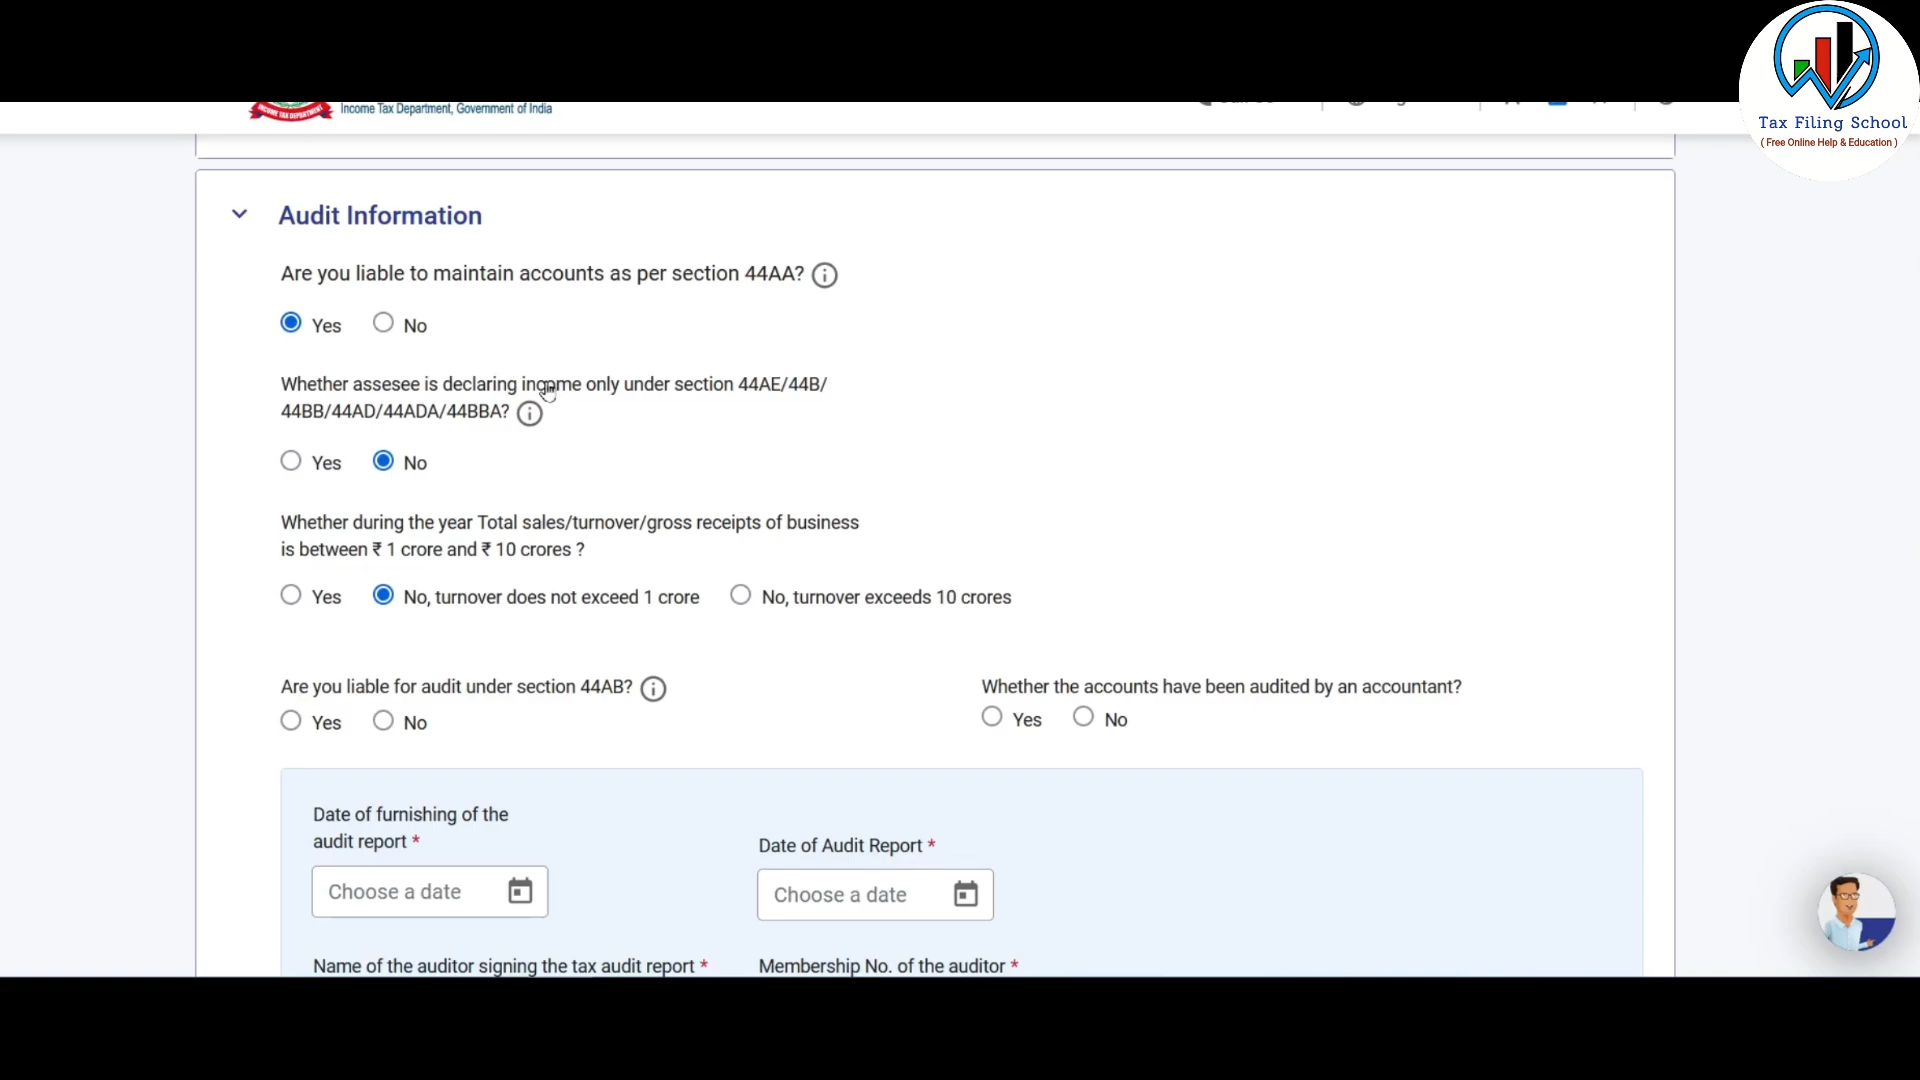 Tax Filing School
( Free Online Help & Education )
INCOME TAX DEPARTMENT
Income Tax Department, Government of India
Audit Information
Are you liable to maintain accounts as per section 44AA?
Yes No
Whether assesee is declaring income only under section 44AE/44B/
44BB/44AD/44ADA/44BBA?
Yes No
Whether during the year Total sales/turnover/gross receipts of business
is between ₹ 1 crore and ₹ 10 crores ?
Yes No, turnover does not exceed 1 crore No, turnover exceeds 10 crores
Are you liable for audit under section 44AB?
Yes No
Whether the accounts have been audited by an accountant?
Yes No
Date of furnishing of the
audit report *
Choose a date
Date of Audit Report *
Choose a date
Name of the auditor signing the tax audit report *
Membership No. of the auditor *